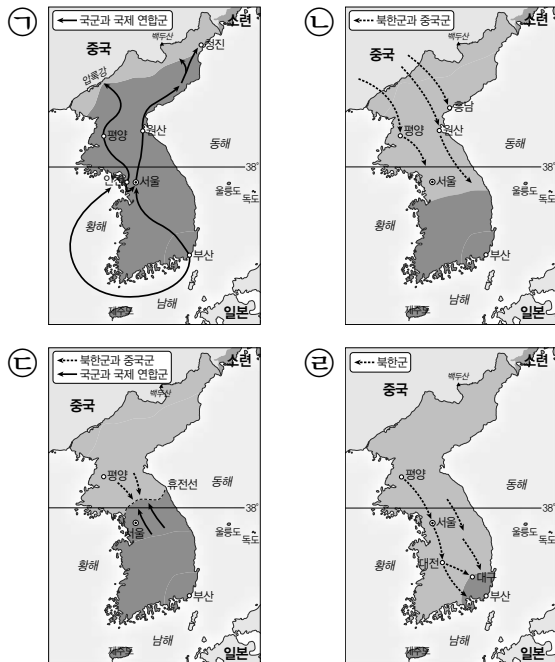 ㉠
국군과 국제 연합군
소련
백두산
청진
중국
압록강
평양
원산
동해
38°
인천
서울
울릉도
독도
황해
부산
남해
제주도
일본
㉡
북한군과 중국군
소련
백두산
중국
흥남
평양
원산
동해
38°
서울
울릉도
독도
황해
부산
남해
제주도
일본
㉢
북한군과 중국군
국군과 국제 연합군
소련
백두산
중국
평양
휴전선
동해
38°
서울
울릉도
독도
황해
부산
남해
제주도
일본
㉣
북한군
소련
백두산
중국
평양
동해
38°
서울
울릉도
독도
황해
대전
대구
부산
남해
제주도
일본